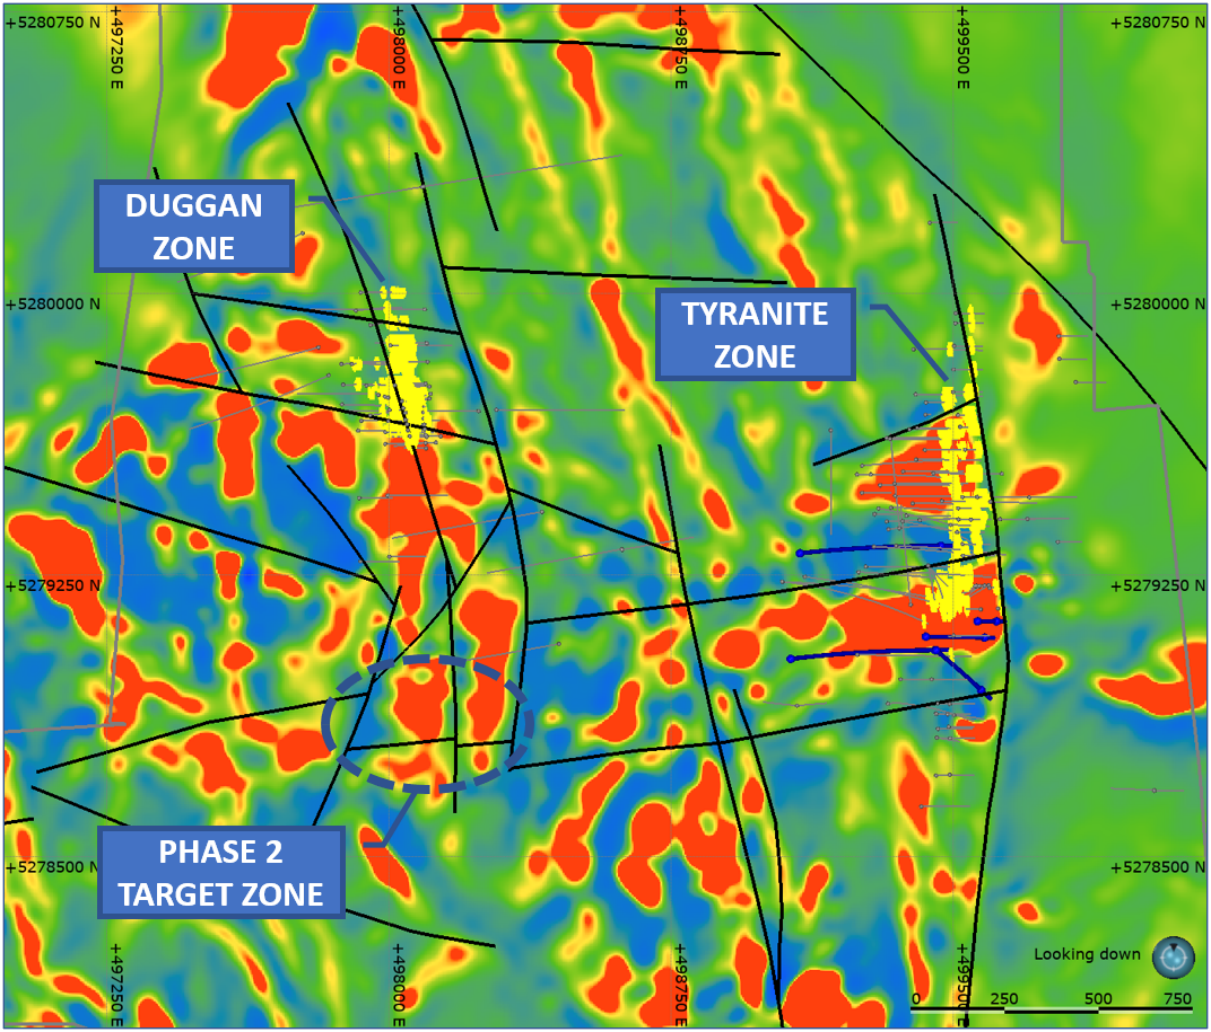 +5280750 N
+497250 E
+498000 E
+498750 E
+499500 E
+5280750 N
DUGGAN
ZONE
+5280000 N
TYRANITE
ZONE
+5280000 N
+5279250 N
+5279250 N
PHASE 2
TARGET ZONE
+5278500 N
+5278500 N
+497250 E
+498000 E
+498750 E
+499500 E
Looking down
0 250 500 750